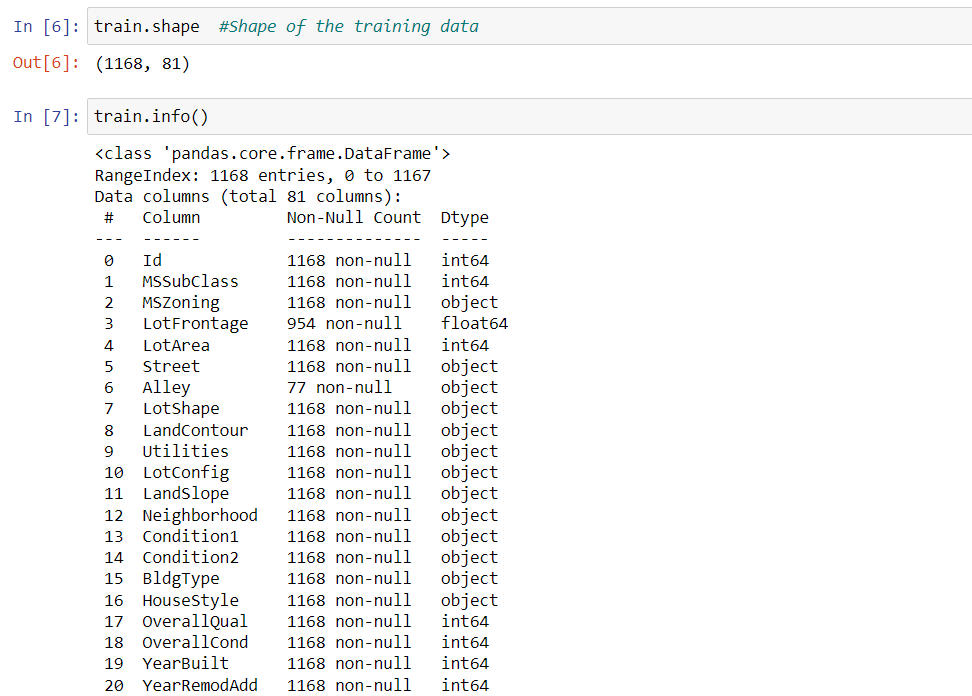 In [6]: train.shape  #Shape of the training data
Out[6]: (1168, 81)
In [7]: train.info()
<class 'pandas.core.frame.DataFrame'>
RangeIndex: 1168 entries, 0 to 1167
Data columns (total 81 columns):
 #   Column         Non-Null Count  Dtype
---  ------         --------------  -----
 0   Id             1168 non-null   int64
 1   MSSubClass     1168 non-null   int64
 2   MSZoning       1168 non-null   object
 3   LotFrontage    954 non-null    float64
 4   LotArea        1168 non-null   int64
 5   Street         1168 non-null   object
 6   Alley          77 non-null     object
 7   LotShape       1168 non-null   object
 8   LandContour    1168 non-null   object
 9   Utilities      1168 non-null   object
 10  LotConfig      1168 non-null   object
 11  LandSlope      1168 non-null   object
 12  Neighborhood   1168 non-null   object
 13  Condition1     1168 non-null   object
 14  Condition2     1168 non-null   object
 15  BldgType       1168 non-null   object
 16  HouseStyle     1168 non-null   object
 17  OverallQual    1168 non-null   int64
 18  OverallCond    1168 non-null   int64
 19  YearBuilt      1168 non-null   int64
 20  YearRemodAdd   1168 non-null   int64